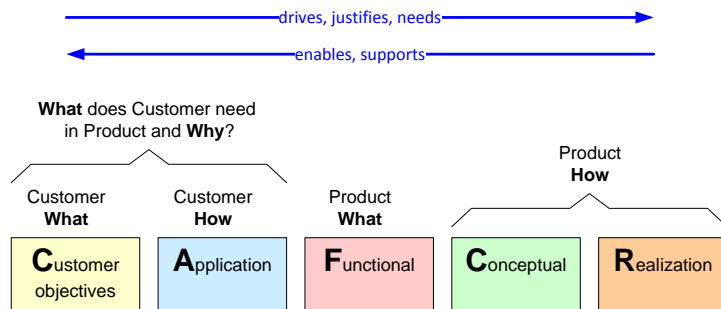 drives, justifies, needs
enables, supports
What does Customer need
in Product and Why?
Product
How
Customer
What
Customer
How
Product
What
Customer
objectives
Application
Functional
Conceptual
Realization